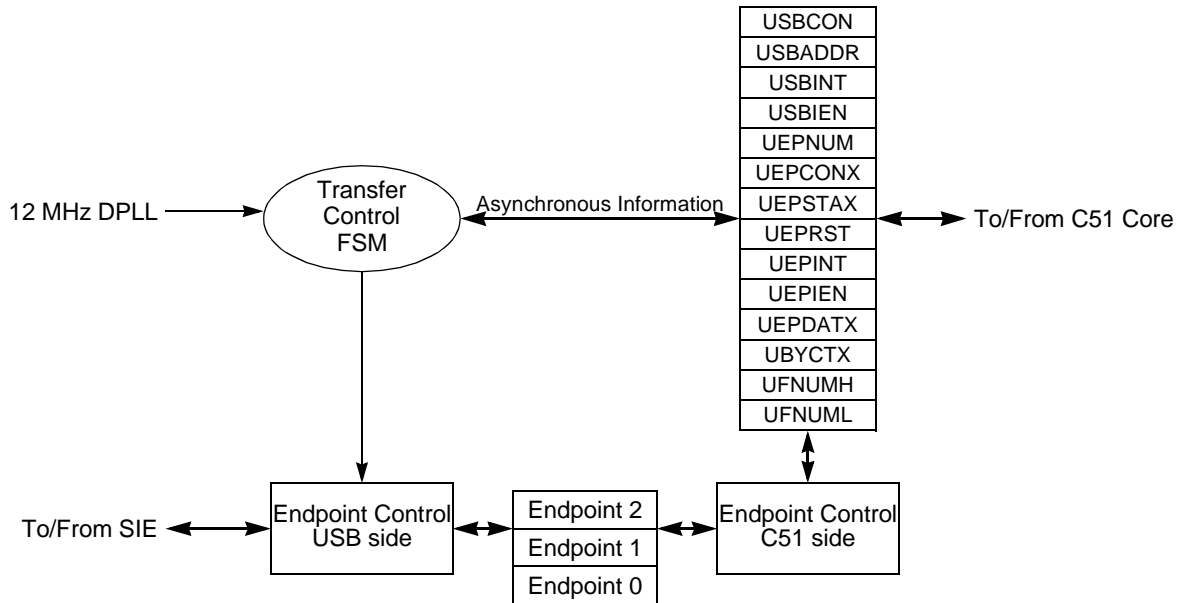 USBCON
USBADDR
USBINT
USBIEN
UEPNUM
UEPCONX
UEPSTAX
UEPRST
UEPINT
UEPIEN
UEPDATX
UBYCTX
UFNUMH
UFNUML
12 MHz DPLL
Transfer
Control
FSM
Asynchronous Information
To/From C51 Core
To/From SIE
Endpoint Control
USB side
Endpoint 2
Endpoint 1
Endpoint 0
Endpoint Control
C51 side